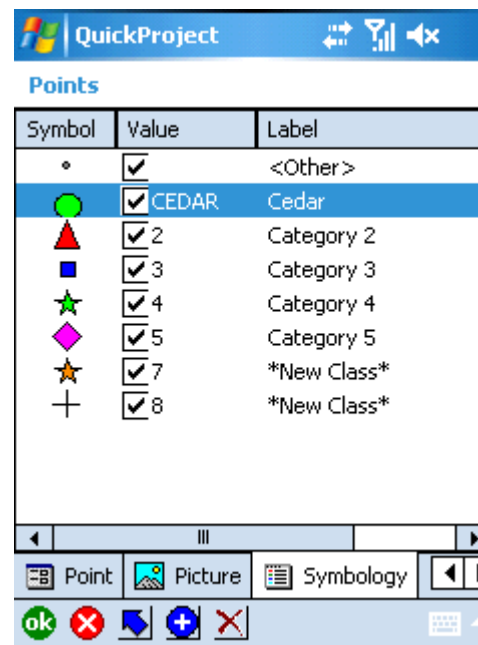 QuickProject
Points
Symbol Value Label
<Other>
CEDAR Cedar
2 Category 2
3 Category 3
4 Category 4
5 Category 5
7 *New Class*
8 *New Class*
Point Picture Symbology
ok